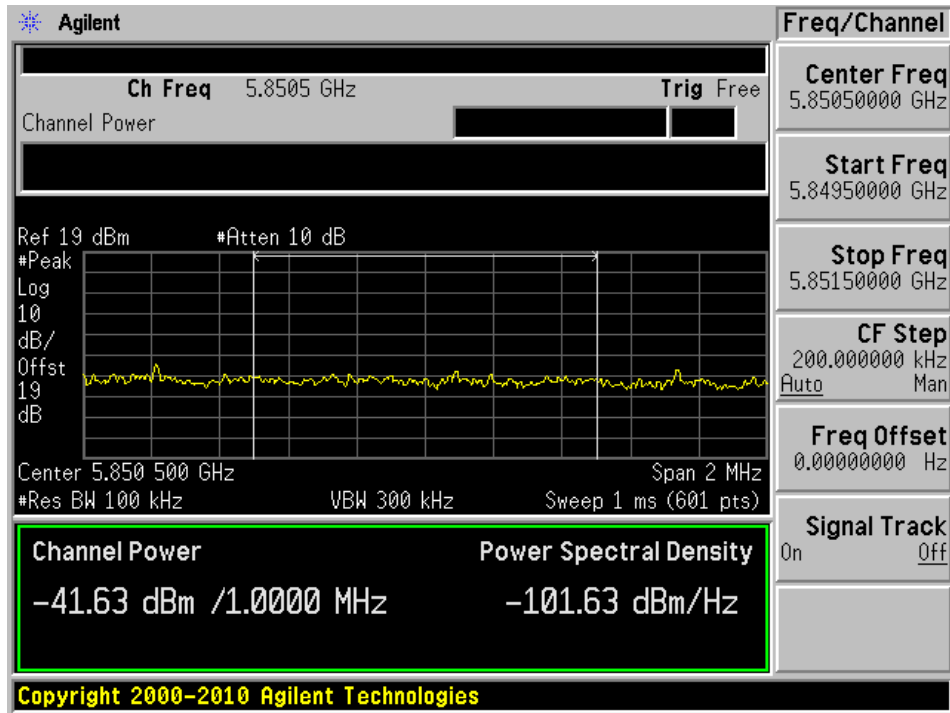 Agilent
Freq/Channel
Ch Freq 5.8505 GHz Trig Free
Channel Power
Center Freq
5.85050000 GHz
Start Freq
5.84950000 GHz
Stop Freq
5.85150000 GHz
CF Step
200.000000 kHz
Auto Man
Freq Offset
0.00000000 Hz
Signal Track
On Off
Ref 19 dBm #Atten 10 dB
#Peak
Log
10
dB/
Offst
19
dB
Center 5.850 500 GHz Span 2 MHz
#Res BW 100 kHz VBW 300 kHz Sweep 1 ms (601 pts)
Channel Power Power Spectral Density
-41.63 dBm /1.0000 MHz -101.63 dBm/Hz
Copyright 2000-2010 Agilent Technologies